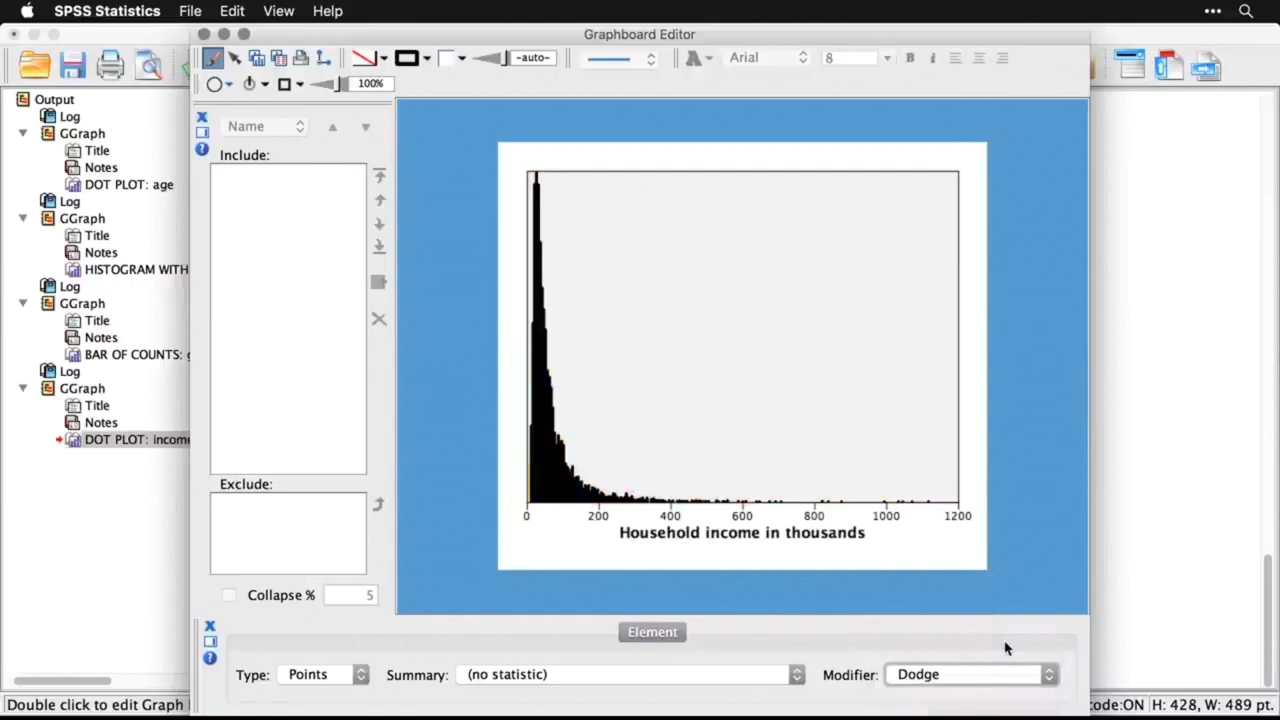 SPSS Statistics File Edit View Help
Graphboard Editor
-auto- Arial 8 B i
100%
Output
Log
GGraph
Title
Notes
DOT PLOT: age
Log
GGraph
Title
Notes
HISTOGRAM WITH
Log
GGraph
Title
Notes
BAR OF COUNTS:
Log
GGraph
Title
Notes
DOT PLOT: income
Name
Include:
Exclude:
Collapse % 5
0 200 400 600 800 1000 1200
Household income in thousands
Element
Type: Points Summary: (no statistic) Modifier: Dodge
Double click to edit Graph
code:ON H: 428, W: 489 pt.